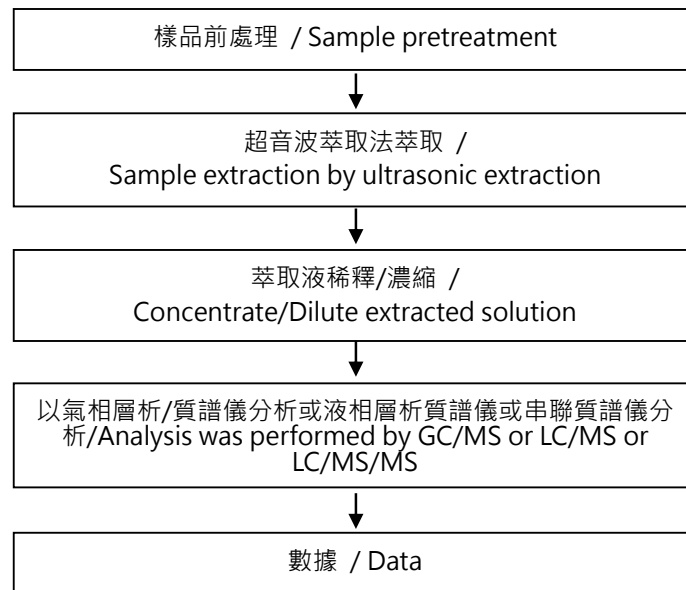 樣品前處理 / Sample pretreatment
超音波萃取法萃取 /
Sample extraction by ultrasonic extraction
萃取液稀釋/濃縮 /
Concentrate/Dilute extracted solution
以氣相層析/質譜儀分析或液相層析質譜儀或串聯質譜儀分
析/Analysis was performed by GC/MS or LC/MS or
LC/MS/MS
數據 / Data